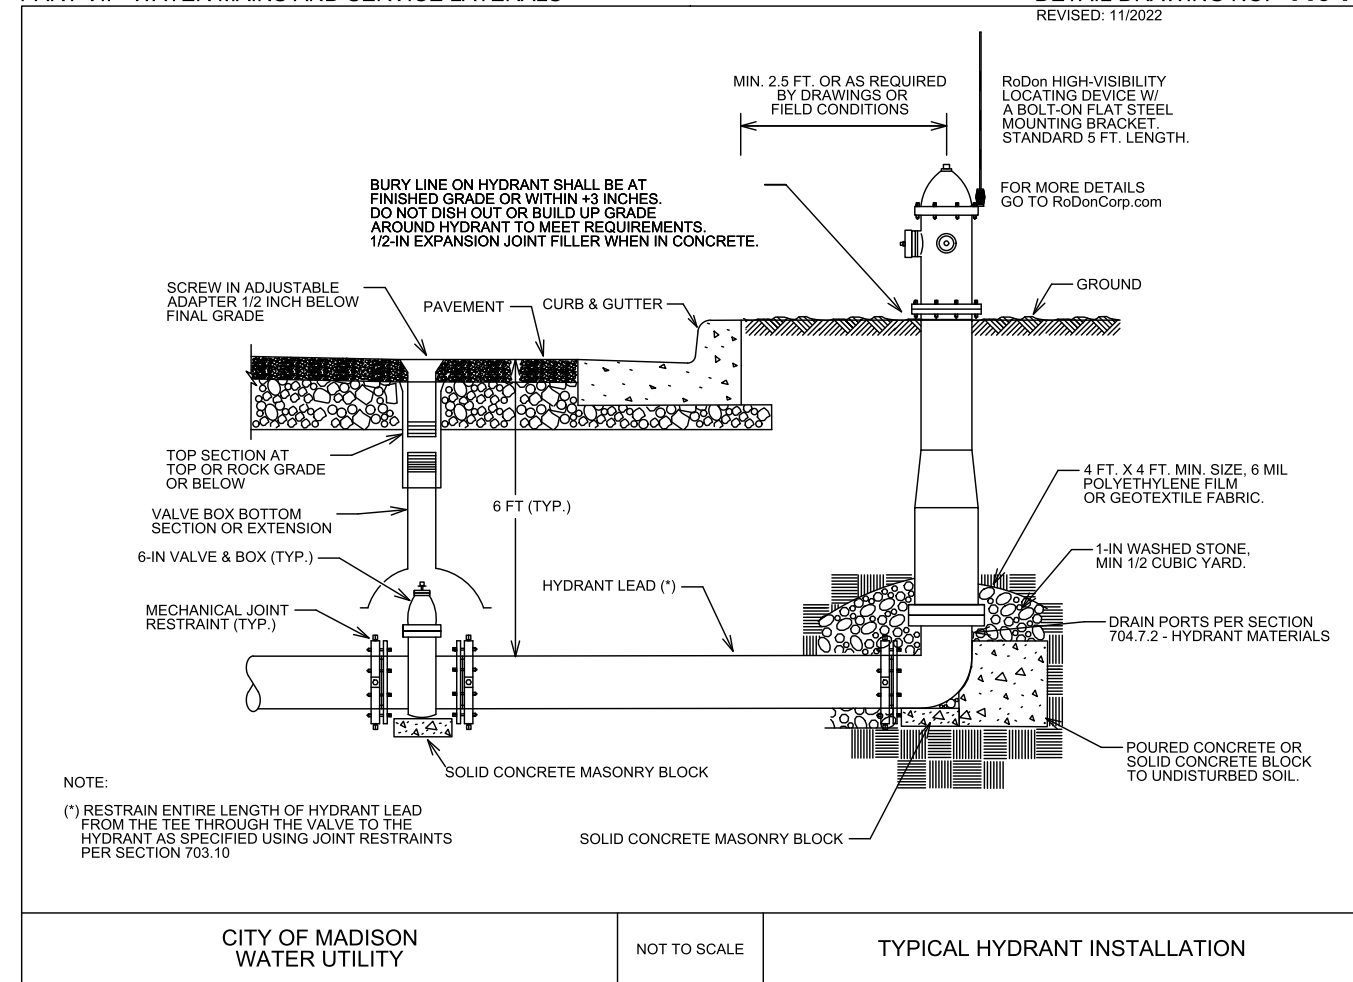 PART VII - WATER MAINS AND SERVICE LATERALS
DETAIL DRAWING NO.
REVISED: 11/2022
MIN. 2.5 FT. OR AS REQUIRED
BY DRAWINGS OR
FIELD CONDITIONS
RoDon HIGH-VISIBILITY
LOCATING DEVICE W/
A BOLT-ON FLAT STEEL
MOUNTING BRACKET.
STANDARD 5 FT. LENGTH.
FOR MORE DETAILS
GO TO RoDonCorp.com
BURY LINE ON HYDRANT SHALL BE AT
FINISHED GRADE OR WITHIN +3 INCHES.
DO NOT DISH OUT OR BUILD UP GRADE
AROUND HYDRANT TO MEET REQUIREMENTS.
1/2-IN EXPANSION JOINT FILLER WHEN IN CONCRETE.
SCREW IN ADJUSTABLE
ADAPTER 1/2 INCH BELOW
FINAL GRADE
PAVEMENT
CURB & GUTTER
GROUND
TOP SECTION AT
TOP OR ROCK GRADE
OR BELOW
VALVE BOX BOTTOM
SECTION OR EXTENSION
6 FT (TYP.)
4 FT. X 4 FT. MIN. SIZE, 6 MIL
POLYETHYLENE FILM
OR GEOTEXTILE FABRIC.
6-IN VALVE & BOX (TYP.)
1-IN WASHED STONE,
MIN 1/2 CUBIC YARD.
HYDRANT LEAD (*)
MECHANICAL JOINT
RESTRAINT (TYP.)
DRAIN PORTS PER SECTION
704.7.2 - HYDRANT MATERIALS
POURED CONCRETE OR
SOLID CONCRETE BLOCK
TO UNDISTURBED SOIL.
SOLID CONCRETE MASONRY BLOCK
SOLID CONCRETE MASONRY BLOCK
NOTE:
(*) RESTRAIN ENTIRE LENGTH OF HYDRANT LEAD
FROM THE TEE THROUGH THE VALVE TO THE
HYDRANT AS SPECIFIED USING JOINT RESTRAINTS
PER SECTION 703.10
CITY OF MADISON
WATER UTILITY
NOT TO SCALE
TYPICAL HYDRANT INSTALLATION